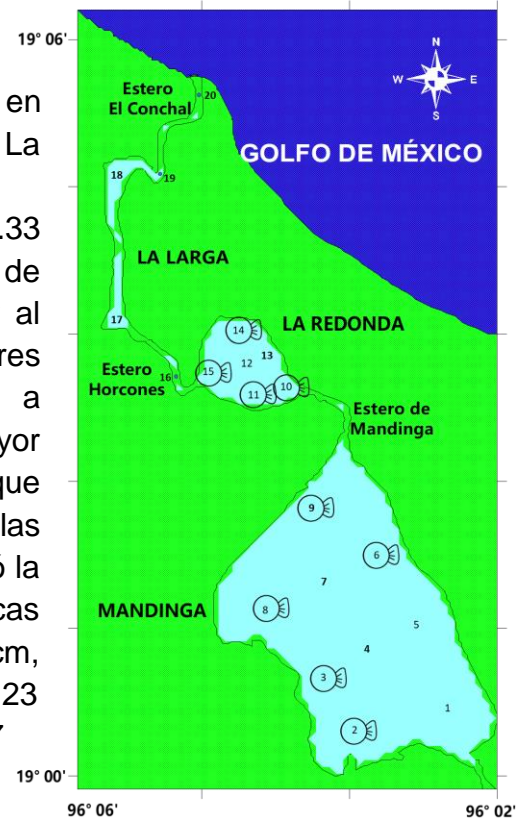 en
La
.33
de
al
res
a
yor
que
las
ó la
cas
cm,
23
19° 06'
Estero
El Conchal
20
N
W
E
S
GOLFO DE MÉXICO
18
19
LA LARGA
17
14
LA REDONDA
13
12
15
Estero
Horcones
16
11
10
Estero de
Mandinga
9
6
7
MANDINGA
8
5
4
3
1
2
19° 00'
96° 06'
96° 02'